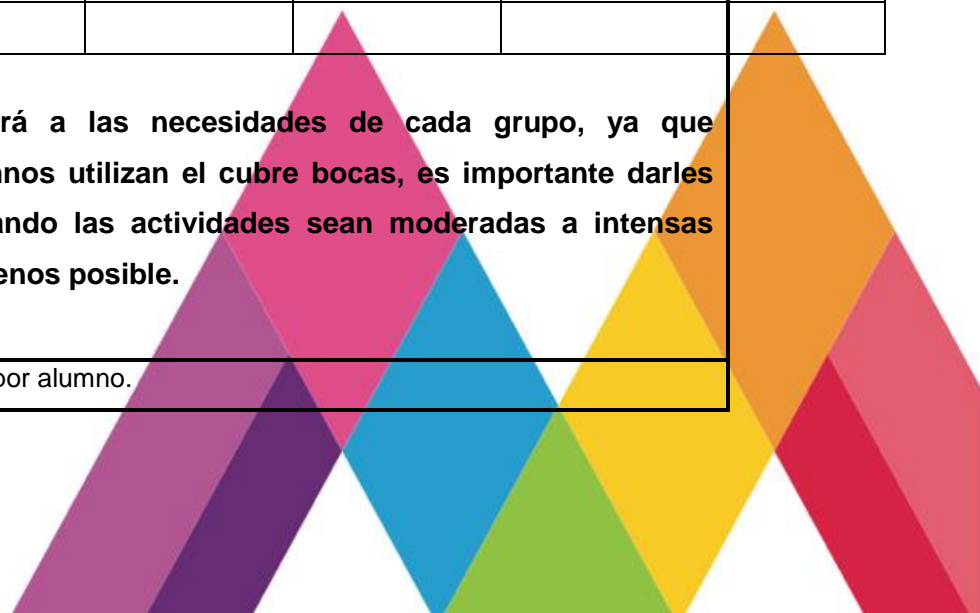 rá a las necesidades de cada grupo, ya que
nos utilizan el cubre bocas, es importante darles
ando las actividades sean moderadas a intensas
enos posible.
por alumno.